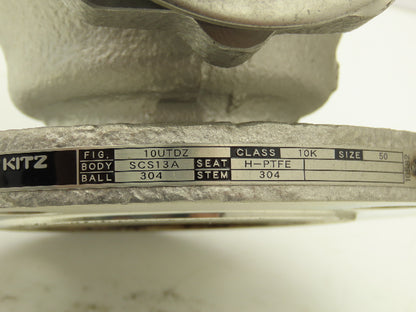 KITZ
FIG. 10UTDZ CLASS 10K SIZE 50
BODY SCS13A SEAT H-PTFE
BALL 304 STEM 304